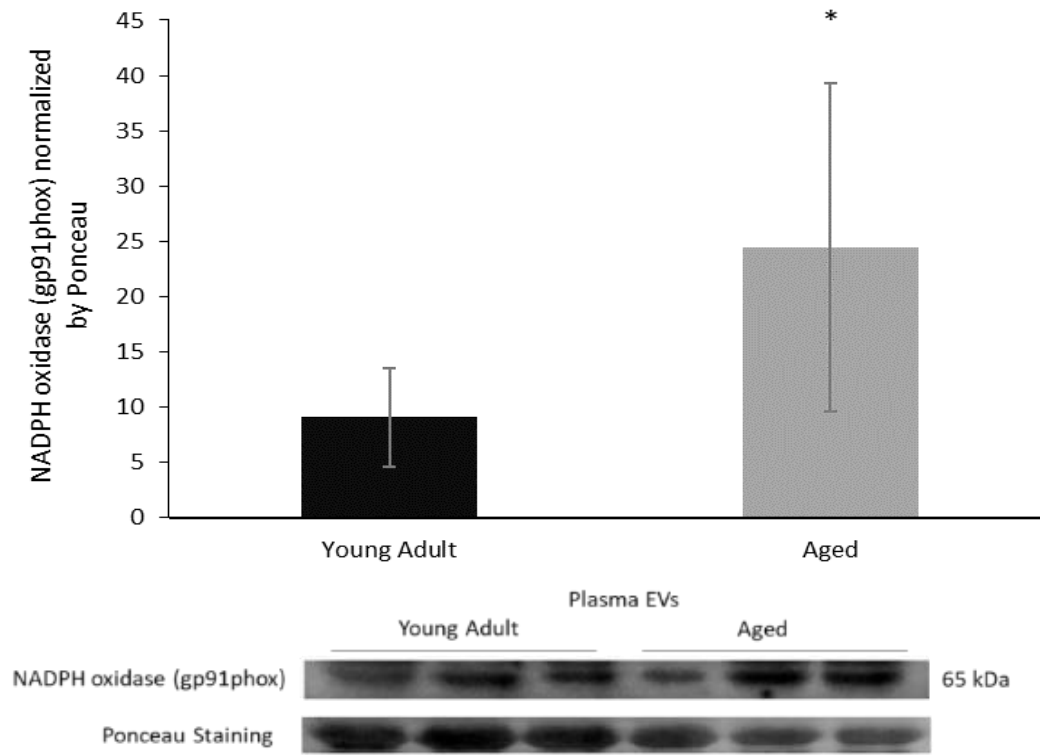 NADPH oxidase (gp91phox) normalized
by Ponceau
45
*
40
35
30
25
20
15
10
5
0
Young Adult
Aged
Plasma EVs
Young Adult
Aged
NADPH oxidase (gp91phox)
65 kDa
Ponceau Staining